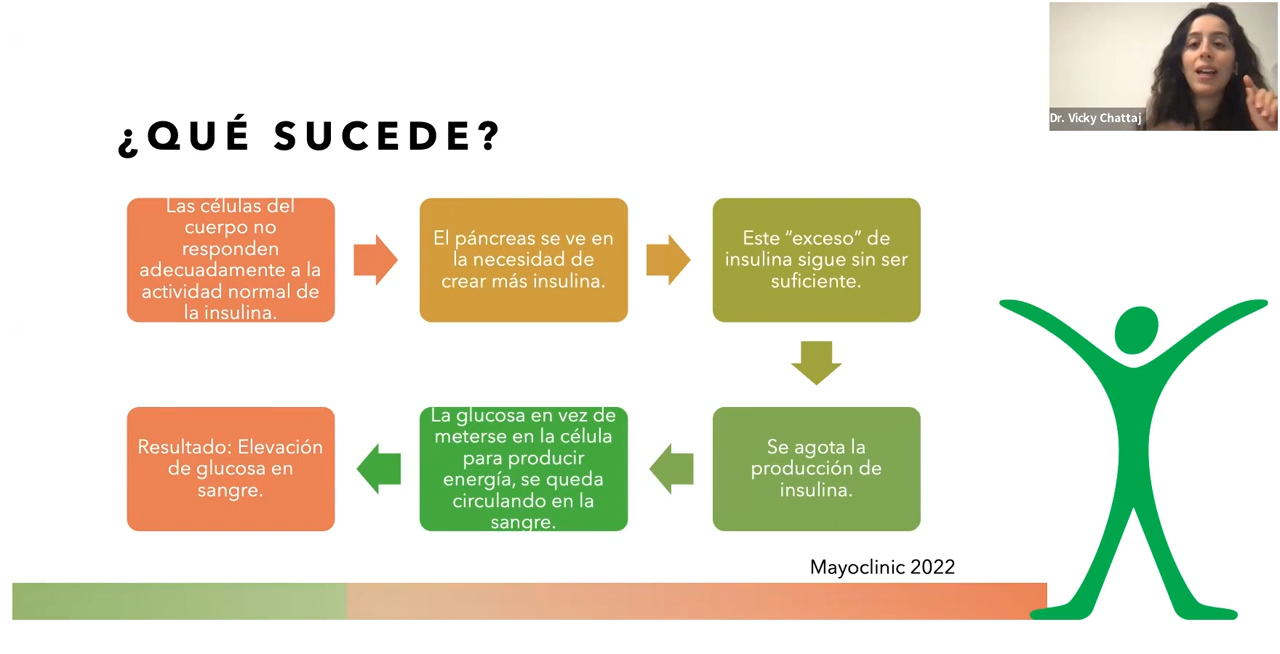 Dr. Vicky Chattaj
¿QUÉ SUCEDE?
Las células del
cuerpo no
responden
adecuadamente a la
actividad normal de
la insulina.
El páncreas se ve en
la necesidad de
crear más insulina.
Este “exceso” de
insulina sigue sin ser
suficiente.
Se agota la
producción de
insulina.
La glucosa en vez de
meterse en la célula
para producir
energía, se queda
circulando en la
sangre.
Resultado: Elevación
de glucosa en
sangre.
Mayoclinic 2022